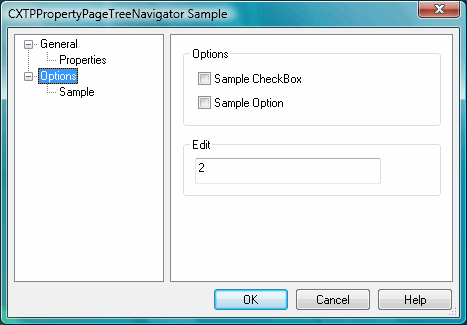 CXTPPropertyPageTreeNavigator Sample
General
Properties
Options
Sample
Options
Sample CheckBox
Sample Option
Edit
2
OK
Cancel
Help